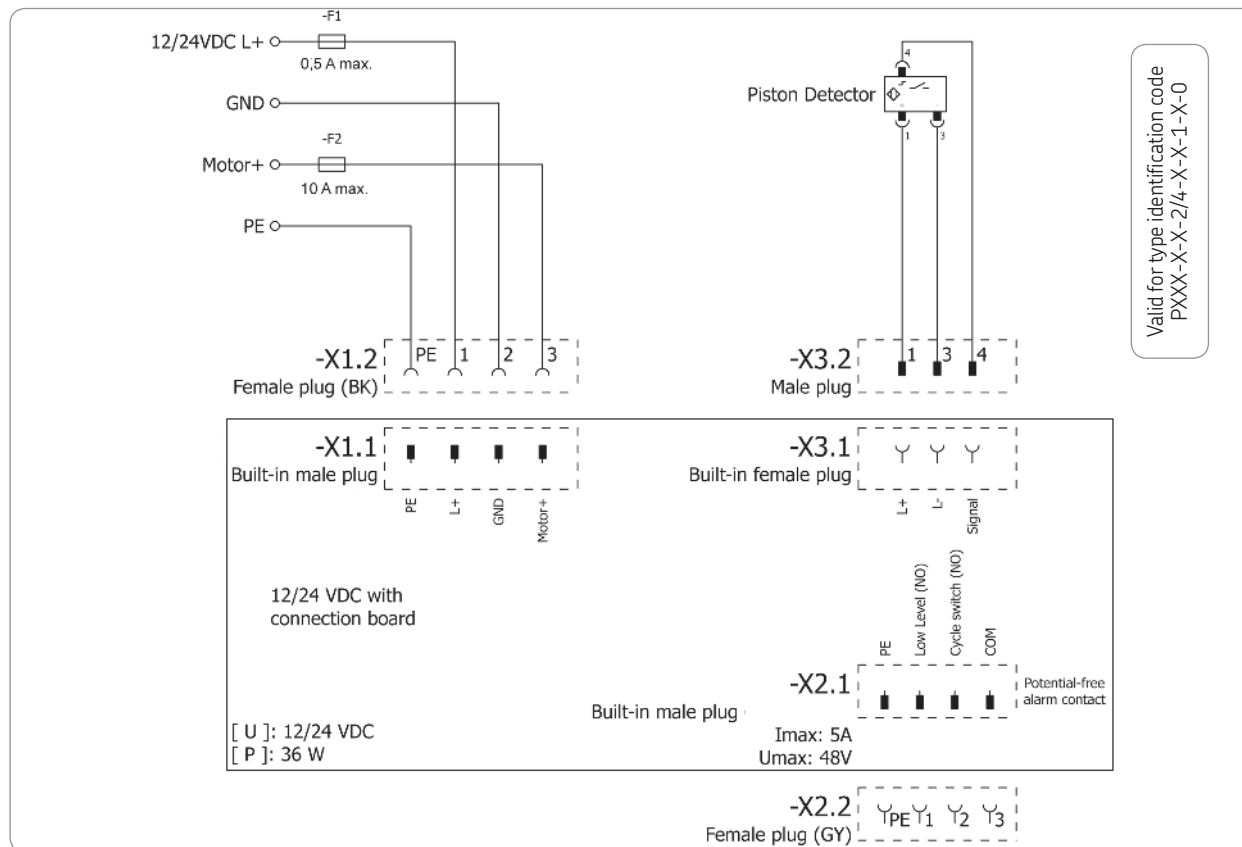 -F1
12/24VDC L+
0,5 A max.
GND
-F2
Motor+
10 A max.
PE
4
Piston Detector
+ -
1 3
Valid for type identification code
PXXX-X-X-2/4-X-X-1-X-0
-X1.2 PE 1 2 3
Female plug (BK)
-X3.2 1 3 4
Male plug
-X1.1
Built-in male plug
PE L+ GND Motor+
-X3.1
Built-in female plug
L+ L- Signal
12/24 VDC with
connection board
PE Low Level (NO) Cycle switch (NO) COM
-X2.1
Built-in male plug
Potential-free
alarm contact
Imax: 5A
Umax: 48V
[ U ]: 12/24 VDC
[ P ]: 36 W
-X2.2 PE 1 2 3
Female plug (GY)